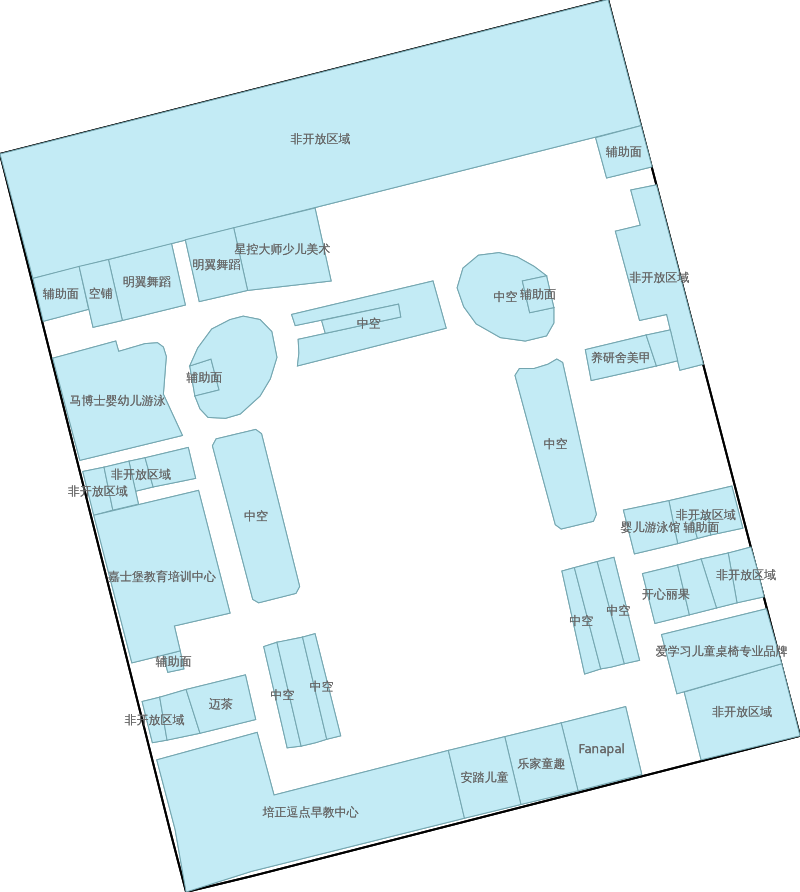 非开放区域
辅助面
星控大师少儿美术
明翼舞蹈
明翼舞蹈
非开放区域
空铺
辅助面
中空
辅助面
中空
养研舍美甲
辅助面
马博士婴幼儿游泳
中空
非开放区域
非开放区域
中空
非开放区域
婴儿游泳馆
辅助面
嘉士堡教育培训中心
非开放区域
开心丽果
中空
中空
爱学习儿童桌椅专业品牌
辅助面
中空
中空
迈茶
非开放区域
非开放区域
Fanapal
乐家童趣
安踏儿童
培正逗点早教中心